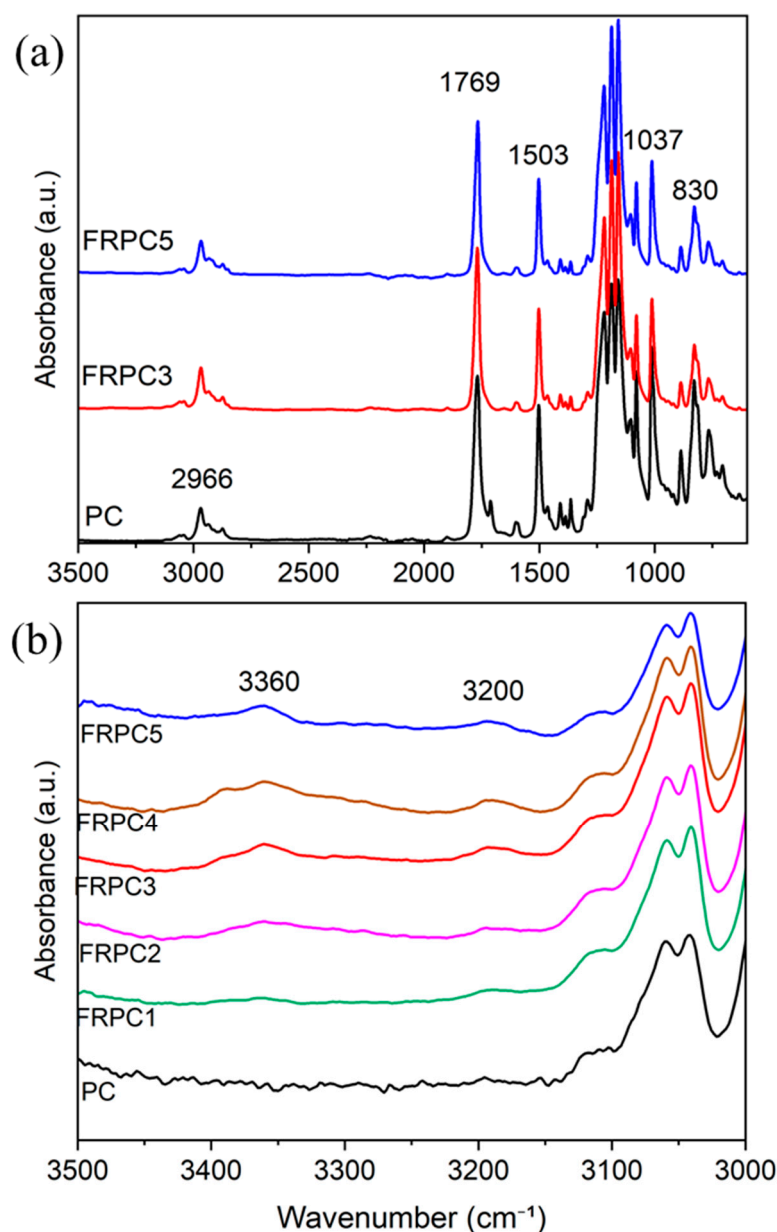 (a)
1769
1503
1037
830
FRPC5
FRPC3
2966
PC
Absorbance (a.u.)
3500 3000 2500 2000 1500 1000
(b)
3360
3200
FRPC5
FRPC4
FRPC3
FRPC2
FRPC1
PC
Absorbance (a.u.)
3500 3400 3300 3200 3100 3000
Wavenumber (cm⁻¹)